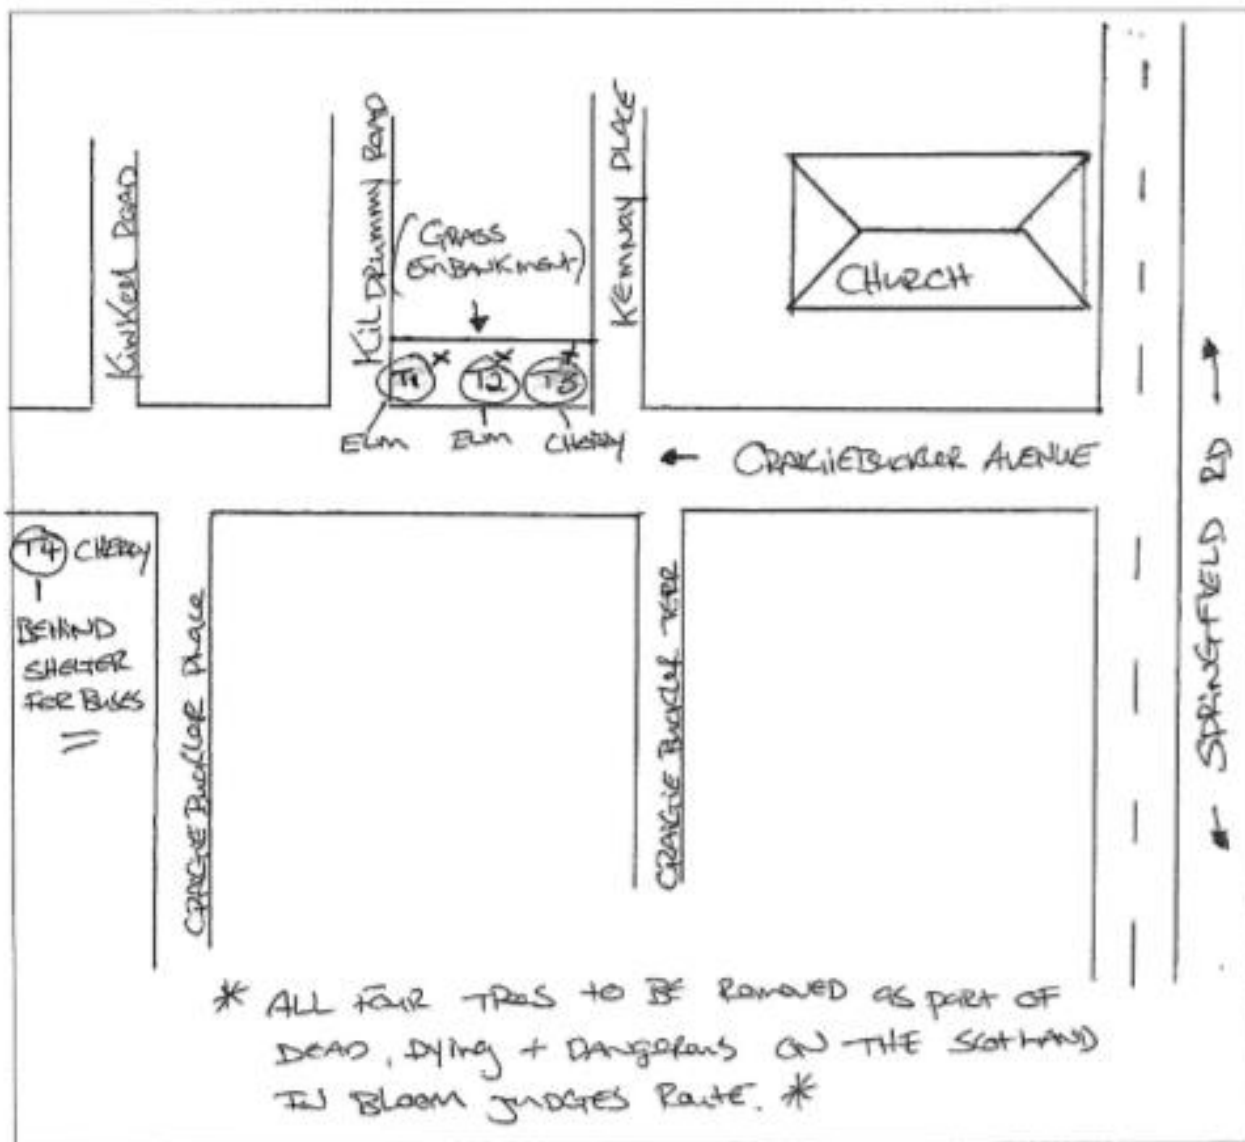 KINKELL ROAD
KILDRUMMY ROAD
(GRASS
EMBANKMENT)
KEMNAY PLACE
CHURCH
T1
T2
T3
ELM
ELM
CHERRY
← CRAIGIEBUCKLER AVENUE
← SPRINGFIELD RD →
T4 CHERRY
BEHIND
SHELTER
FOR BUSES
CRAIGIEBUCKLER PLACE
CRAIGIE BUCKLER TERR
* ALL FOUR TREES TO BE REMOVED AS PART OF
DEAD, DYING + DANGEROUS ON THE SCOTLAND
IN BLOOM JUDGES ROUTE. *